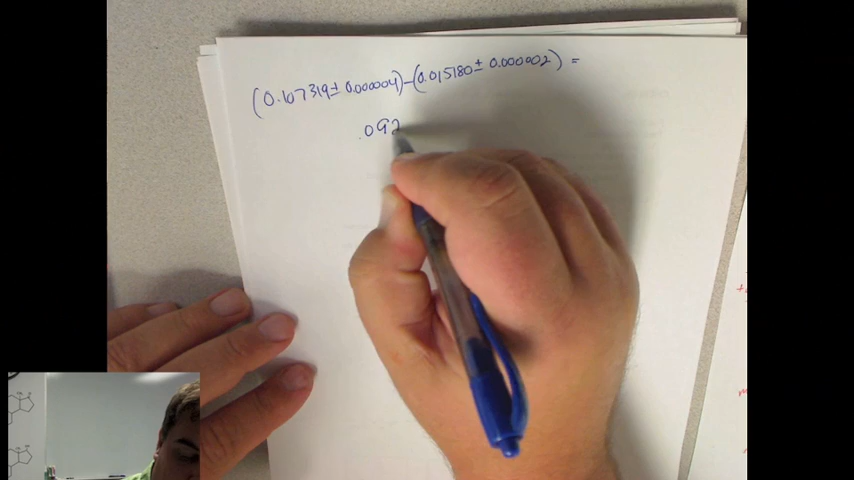 (0.107319 ± 0.000004) - (0.015180 ± 0.000002) =
.092